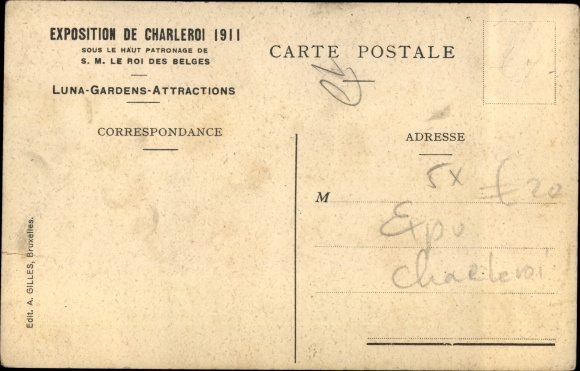 EXPOSITION DE CHARLEROI 1911
SOUS LE HAUT PATRONAGE DE
S. M. LE ROI DES BELGES
LUNA-GARDENS-ATTRACTIONS
CORRESPONDANCE
CARTE POSTALE
ADRESSE
M
5x £20
Expo
Charleroi
Edit. A. GILLES, Bruxelles.